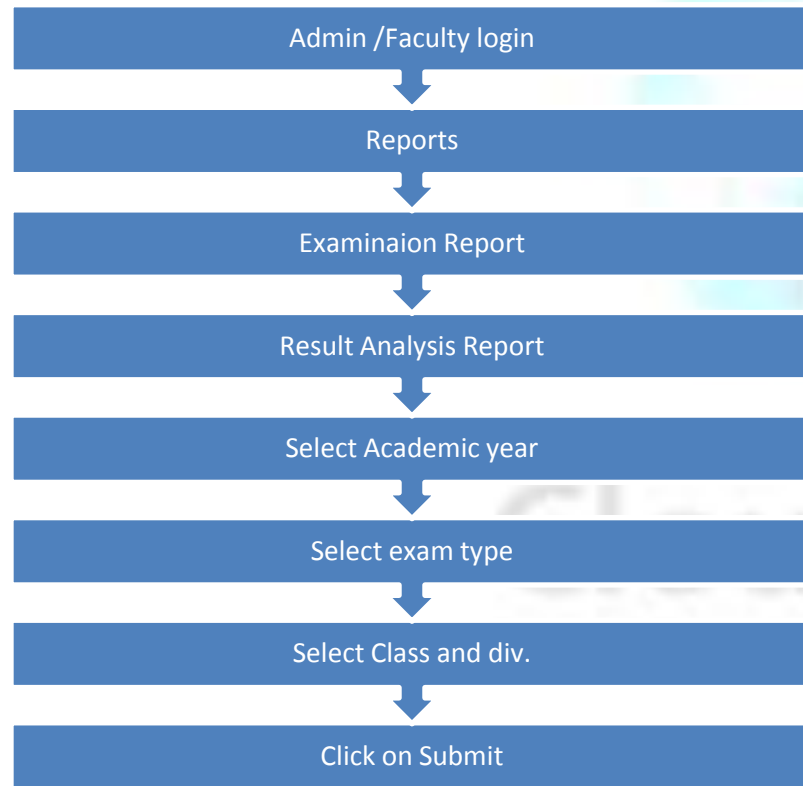 Admin /Faculty login
Reports
Examinaion Report
Result Analysis Report
Select Academic year
Select exam type
Select Class and div.
Click on Submit